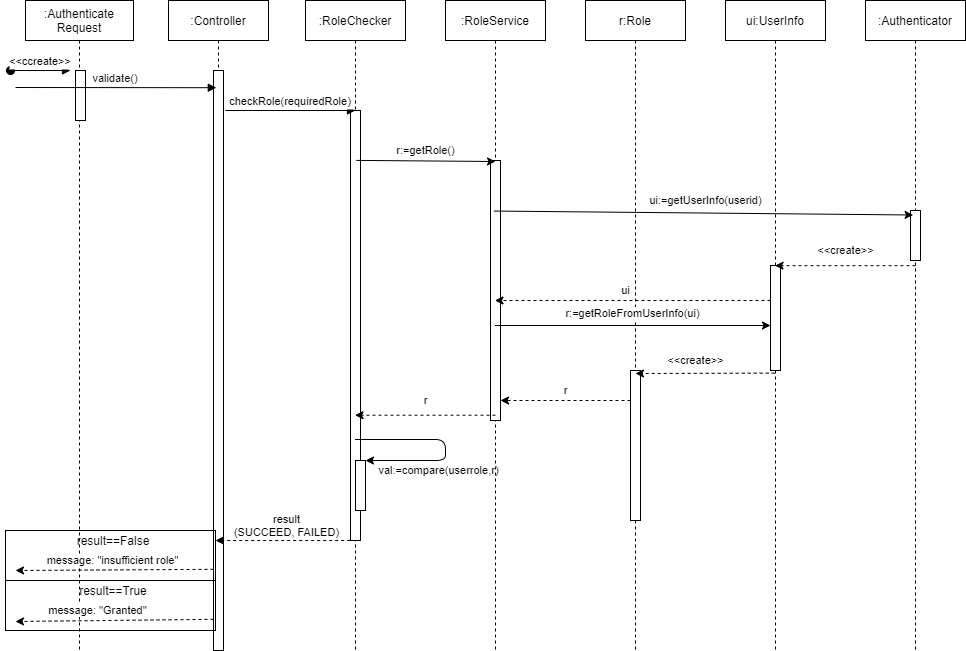 :Authenticate
Request
:Controller
:RoleChecker
:RoleService
r:Role
ui:UserInfo
:Authenticator
<<ccreate>>
validate()
checkRole(requiredRole)
r:=getRole()
ui:=getUserInfo(userid)
<<create>>
ui
r:=getRoleFromUserInfo(ui)
<<create>>
r
r
val:=compare(userrole,r)
result
(SUCCEED, FAILED)
result==False
message: "insufficient role"
result==True
message: "Granted"